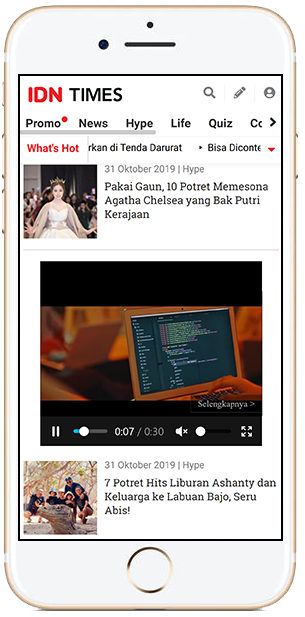 IDN TIMES
Promo News Hype Life Quiz Co
What's Hot rkan di Tenda Darurat ▸ Bisa Diconte
31 Oktober 2019 | Hype
Pakai Gaun, 10 Potret Memesona
Agatha Chelsea yang Bak Putri
Kerajaan
Selengkapnya >
0:07 / 0:30
31 Oktober 2019 | Hype
7 Potret Hits Liburan Ashanty dan
Keluarga ke Labuan Bajo, Seru
Abis!